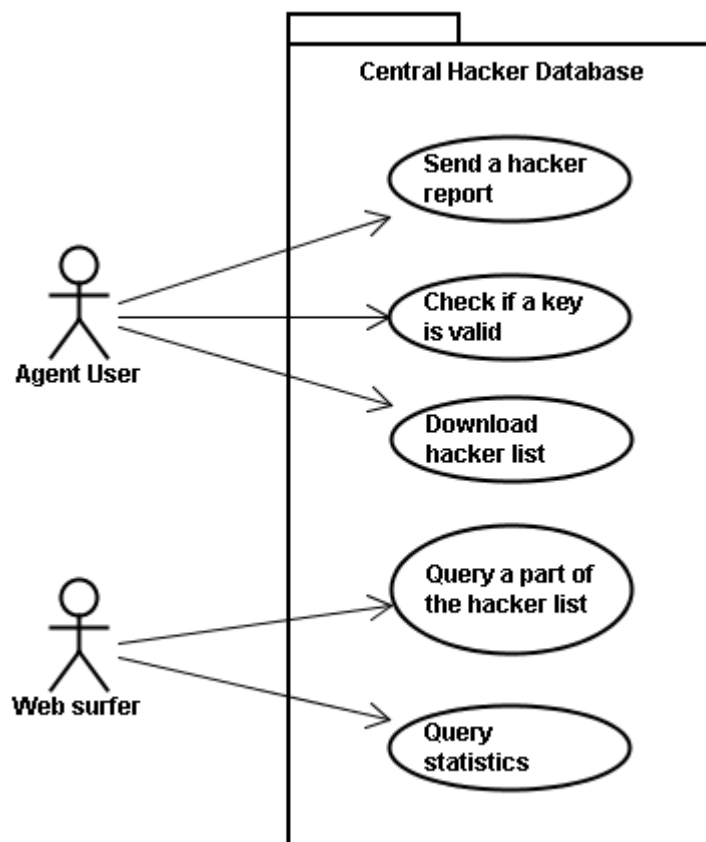 Central Hacker Database
Send a hacker
report
Check if a key
is valid
Agent User
Download
hacker list
Query a part of
the hacker list
Web surfer
Query
statistics